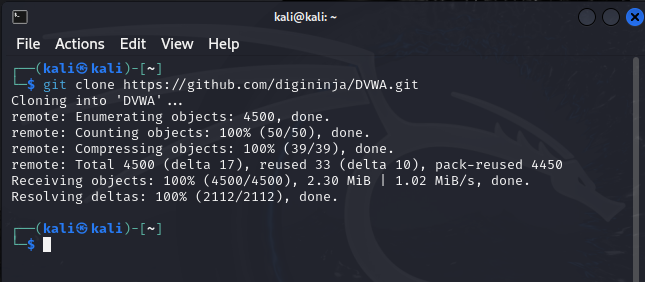 kali@kali: ~
File Actions Edit View Help
┌──(kali㉿kali)-[~]
└─$ git clone https://github.com/digininja/DVWA.git
Cloning into 'DVWA'...
remote: Enumerating objects: 4500, done.
remote: Counting objects: 100% (50/50), done.
remote: Compressing objects: 100% (39/39), done.
remote: Total 4500 (delta 17), reused 33 (delta 10), pack-reused 4450
Receiving objects: 100% (4500/4500), 2.30 MiB | 1.02 MiB/s, done.
Resolving deltas: 100% (2112/2112), done.
┌──(kali㉿kali)-[~]
└─$